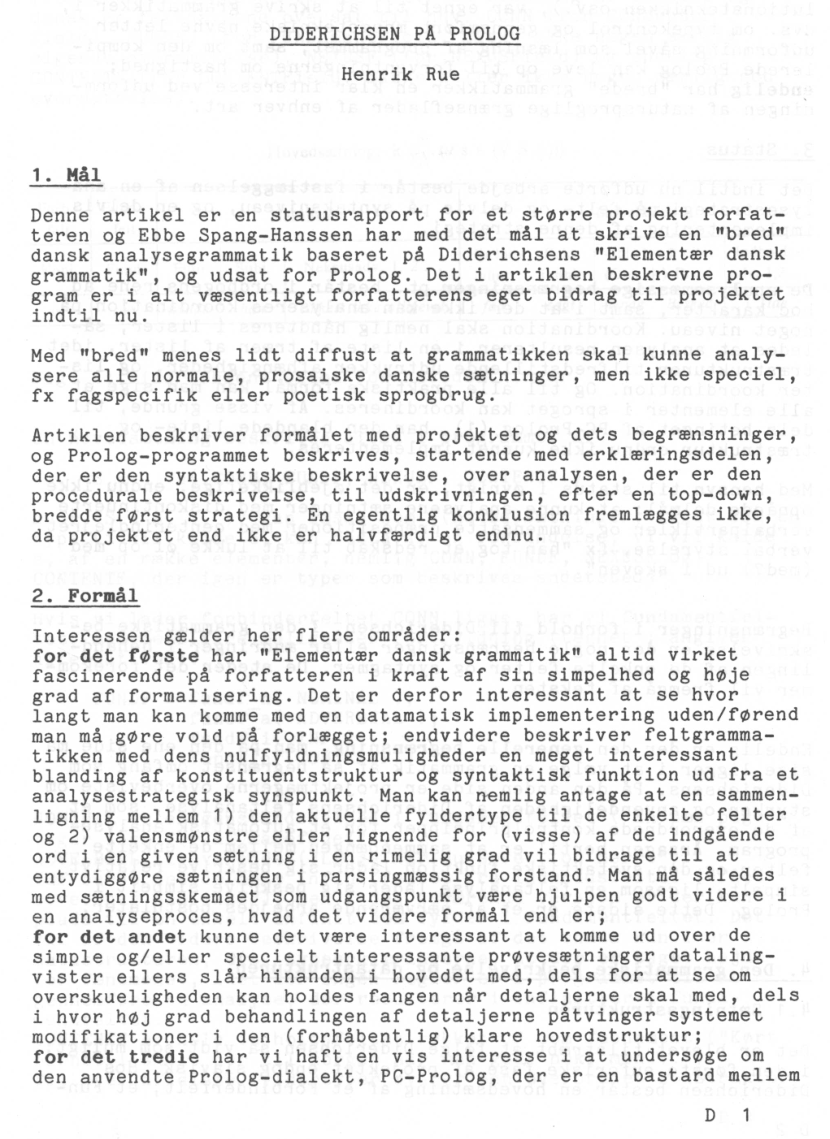 DIDERICHSEN PÅ PROLOG
Henrik Rue
1. Mål
Denne artikel er en statusrapport for et større projekt forfat-
teren og Ebbe Spang-Hanssen har med det mål at skrive en "bred"
dansk analysegrammatik baseret på Diderichsens "Elementær dansk
grammatik", og udsat for Prolog. Det i artiklen beskrevne pro-
gram er i alt væsentligt forfatterens eget bidrag til projektet
indtil nu.
Med "bred" menes lidt diffust at grammatikken skal kunne analy-
sere alle normale, prosaiske dansksætninger, men ikke speciel,
fx fagspecifik eller poetisk sprogbrug.
Artiklen beskriver formålet med projektet og dets begrænsninger,
og Prolog-programmet beskrives, startende med erklæringsdelen,
der er den syntaktiske beskrivelse, over analysen, der er den
procedurale beskrivelse, til udskrivningen, efter en top-down,
bredde først strategi. En egentlig konklusion fremlægges ikke,
da projektet end ikke er halvfærdigt endnu.
2. Formål
Interessen gælder her flere områder:
for det første har "Elementær dansk grammatik" altid virket
fascinerende på forfatteren i kraft af sin simpelhed og høje
grad af formalisering. Det er derfor interessant at se hvor
langt man kan komme med en datamatisk implementering uden/førend
man må gøre vold på forlægget; endvidere beskriver feltgramma-
tikken med dens nulfyldningsmuligheder en meget interessant
blanding af konstituentstruktur og syntaktisk funktion ud fra et
analysestrategisk synspunkt. Man kan nemlig antage at en sammen-
ligning mellem 1) den aktuelle fyldertype til de enkelte felter
og 2) valensmønstre eller lignende for (visse) af de indgående
ord i en given sætning i en rimelig grad vil bidrage til at
entydiggøre sætningen i parsingmæssig forstand. Man må således
med sætningsskemaet som udgangspunkt være hjulpen godt videre i
en analyseproces, hvad det videre formål end er;
for det andet kunne det være interessant at komme ud over de
simple og/eller specielt interessante prøvesætninger dataling-
vister ellers slår hinanden i hovedet med, dels for at se om
overskueligheden kan holdes fangen når detaljerne skal med, dels
i hvor høj grad behandlingen af detaljerne påtvinger systemet
modifikationer i den (forhåbentlig) klare hovedstruktur;
for det tredie har vi haft en vis interesse i at undersøge om
den anvendte Prolog-dialekt, PC-Prolog, der er en bastard mellem
D 1